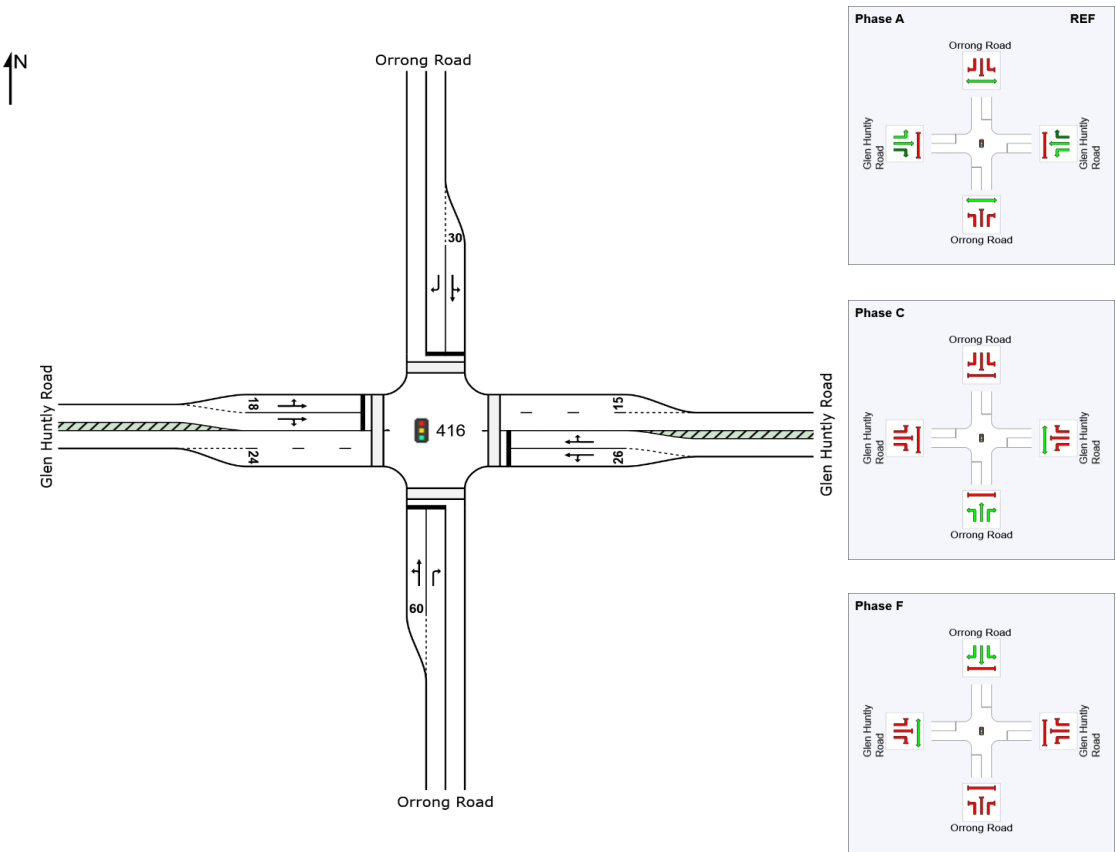 N
Orrong Road
30
Glen Huntly Road
18
24
416
15
26
Glen Huntly Road
60
Orrong Road
Phase A REF
Orrong Road
Glen Huntly
Road
Glen Huntly
Road
Orrong Road
Phase C
Orrong Road
Glen Huntly
Road
Glen Huntly
Road
Orrong Road
Phase F
Orrong Road
Glen Huntly
Road
Glen Huntly
Road
Orrong Road